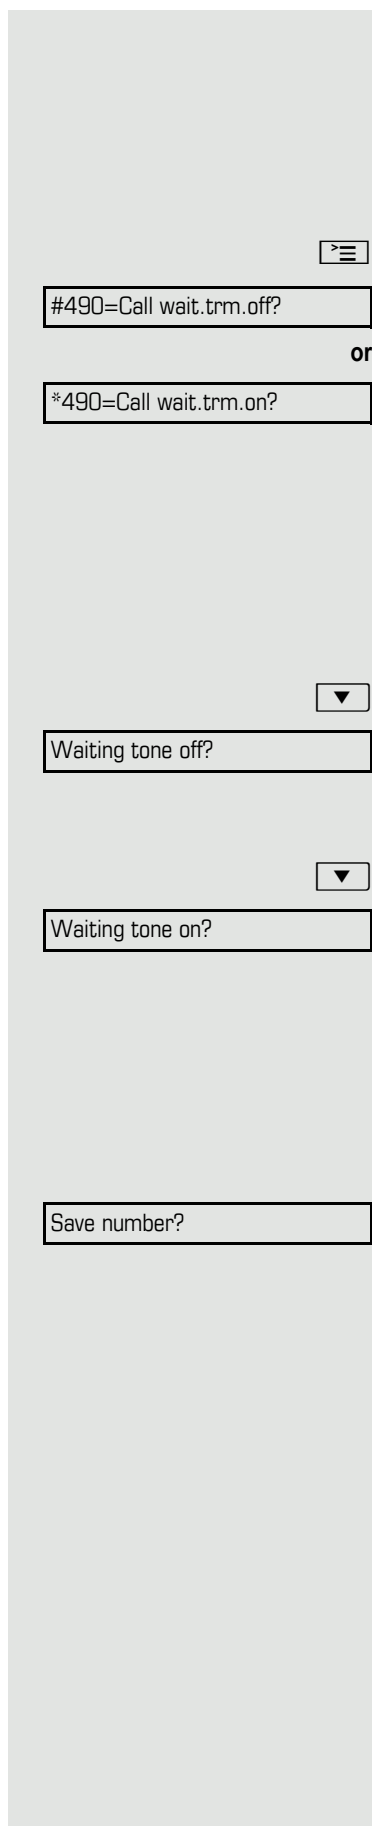 #490=Call wait.trm.off?
or
*490=Call wait.trm.on?
Waiting tone off?
Waiting tone on?
Save number?